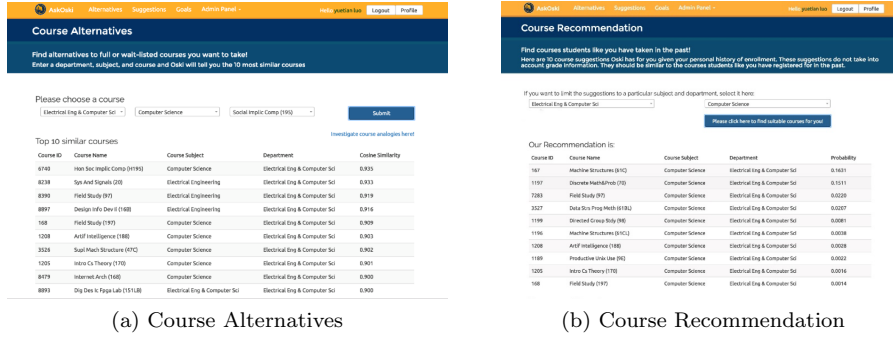 AskOski Alternatives Suggestions Goals Admin Panel Hello, yuetian luo Logout Profile
Course Alternatives
Find alternatives to full or wait-listed courses you want to take!
Enter a department, subject, and course and Oski will tell you the 10 most similar courses
Please choose a course
Electrical Eng & Computer Sci Computer Science Social Implic Comp (195) Submit
Investigate course analogies here!
Top 10 similar courses
Course ID Course Name Course Subject Department Cosine Similarity
6740 Hon Soc Implic Comp (H195) Computer Science Electrical Eng & Computer Sci 0.935
8238 Sys And Signals (20) Electrical Engineering Electrical Eng & Computer Sci 0.933
8390 Field Study (97) Electrical Engineering Electrical Eng & Computer Sci 0.919
8897 Design Info Dev Ii (16B) Electrical Engineering Electrical Eng & Computer Sci 0.916
168 Field Study (197) Computer Science Electrical Eng & Computer Sci 0.909
1208 Artif Intelligence (188) Computer Science Electrical Eng & Computer Sci 0.903
3526 Supl Mach Structure (47C) Computer Science Electrical Eng & Computer Sci 0.902
1205 Intro Cs Theory (170) Computer Science Electrical Eng & Computer Sci 0.901
8479 Internet Arch (168) Computer Science Electrical Eng & Computer Sci 0.900
8893 Dig Des Ic Fpga Lab (151LB) Electrical Eng & Computer Sci Electrical Eng & Computer Sci 0.900
(a) Course Alternatives
AskOski Alternatives Suggestions Goals Admin Panel Hello, yuetian luo Logout Profile
Course Recommendation
Find courses students like you have taken in the past!
Here are 10 course suggestions Oski has for you given your personal history of enrollment. These suggestions do not take into
account grade information. They should be similar to the courses students like you have registered for in the past.
If you want to limit the suggestions to a particular subject and department, select it here:
Electrical Eng & Computer Sci Computer Science
Please click here to find suitable courses for you!
Our Recommendation is:
Course ID Course Name Course Subject Department Probability
167 Machine Structures (61C) Computer Science Electrical Eng & Computer Sci 0.1631
1197 Discrete Math&Prob (70) Computer Science Electrical Eng & Computer Sci 0.1511
7283 Field Study (97) Computer Science Electrical Eng & Computer Sci 0.0220
3527 Data Strs Prog Meth (61BL) Computer Science Electrical Eng & Computer Sci 0.0207
1199 Directed Group Stdy (98) Computer Science Electrical Eng & Computer Sci 0.0081
1196 Machine Structures (61CL) Computer Science Electrical Eng & Computer Sci 0.0038
1208 Artif Intelligence (188) Computer Science Electrical Eng & Computer Sci 0.0028
1189 Productive Unix Use (9E) Computer Science Electrical Eng & Computer Sci 0.0022
1205 Intro Cs Theory (170) Computer Science Electrical Eng & Computer Sci 0.0016
168 Field Study (197) Computer Science Electrical Eng & Computer Sci 0.0014
(b) Course Recommendation